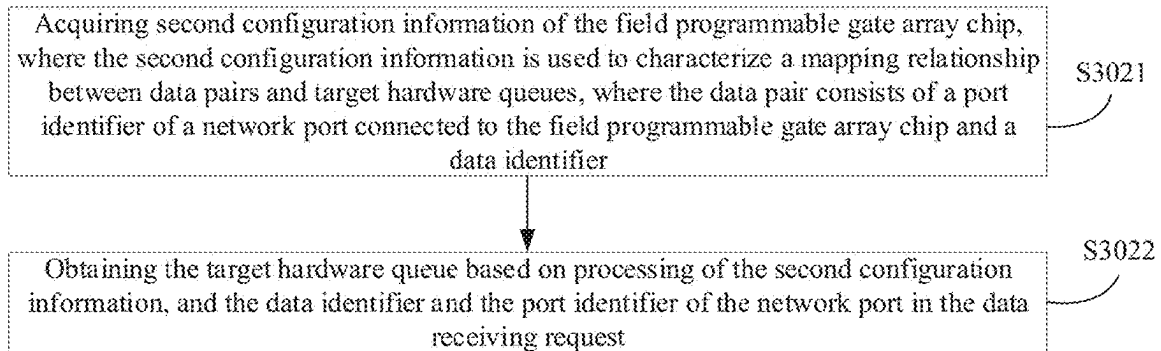 Acquiring second configuration information of the field programmable gate array chip,
where the second configuration information is used to characterize a mapping relationship
between data pairs and target hardware queues, where the data pair consists of a port
identifier of a network port connected to the field programmable gate array chip and a
data identifier
S3021
Obtaining the target hardware queue based on processing of the second configuration
information, and the data identifier and the port identifier of the network port in the data
receiving request
S3022